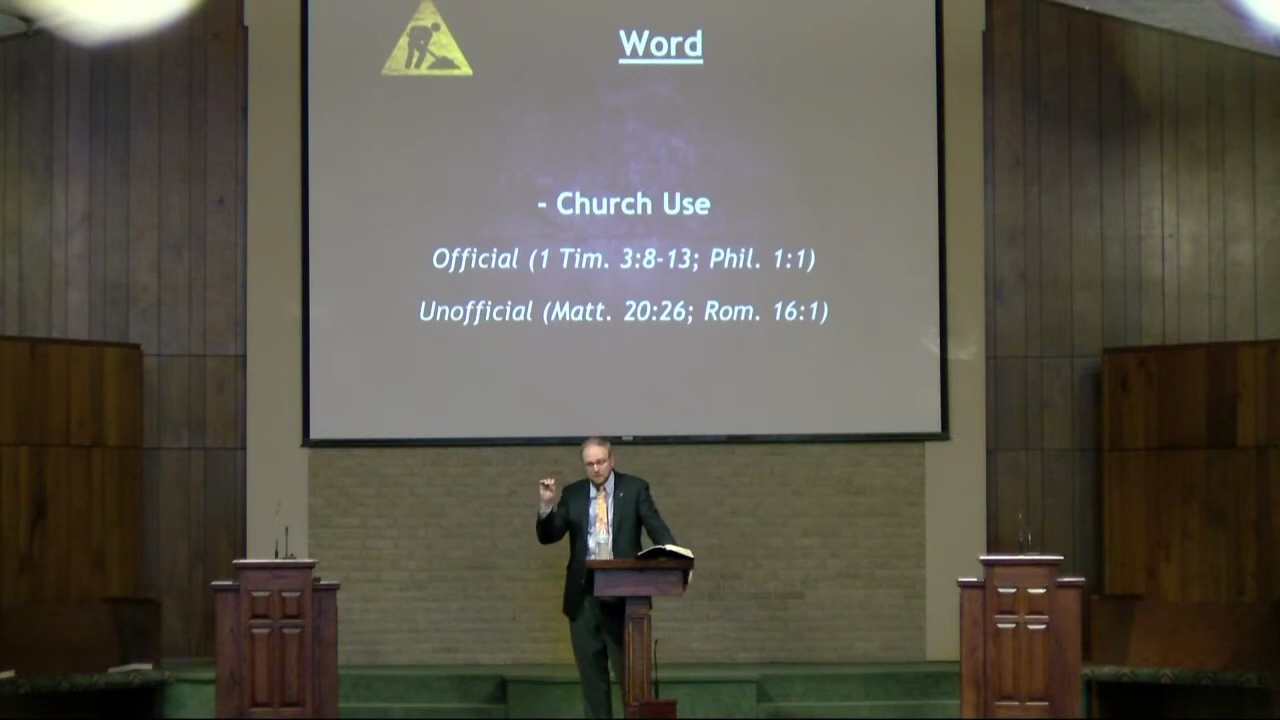 Word
- Church Use
Official (1 Tim. 3:8-13; Phil. 1:1)
Unofficial (Matt. 20:26; Rom. 16:1)